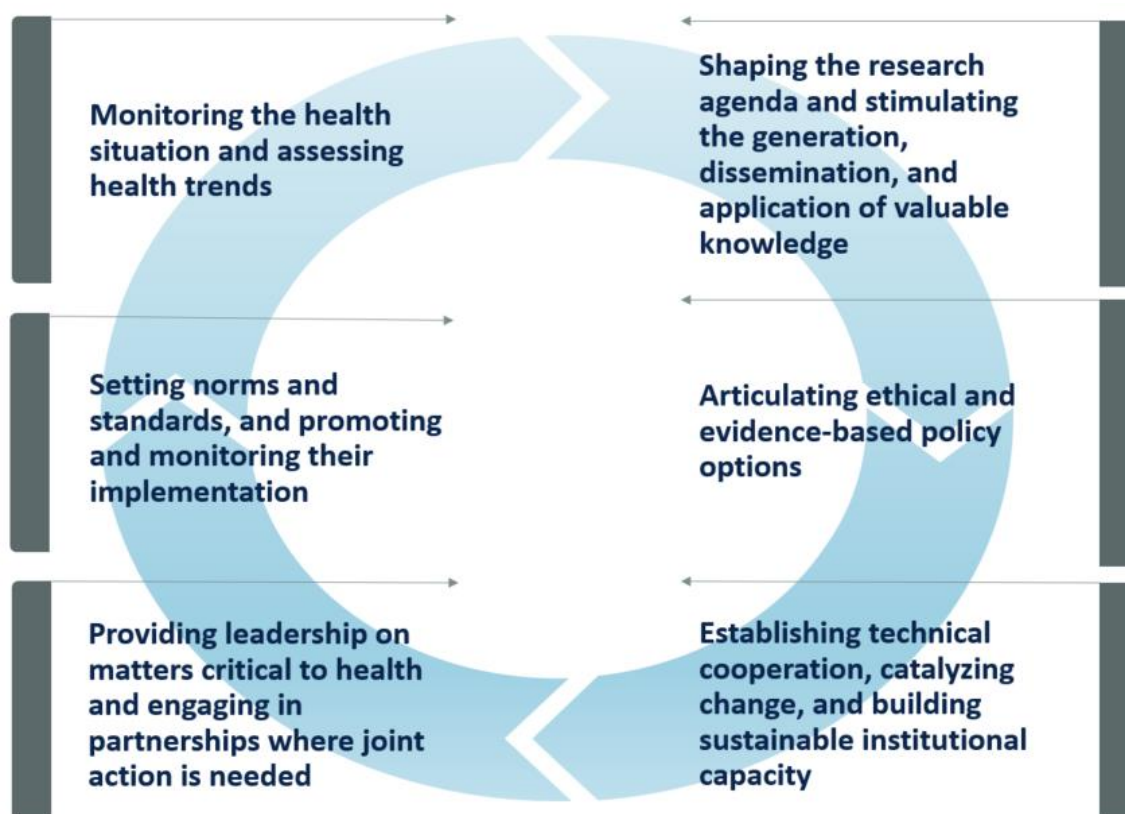 Monitoring the health
situation and assessing
health trends
Shaping the research
agenda and stimulating
the generation,
dissemination, and
application of valuable
knowledge
Setting norms and
standards, and promoting
and monitoring their
implementation
Articulating ethical and
evidence-based policy
options
Providing leadership on
matters critical to health
and engaging in
partnerships where joint
action is needed
Establishing technical
cooperation, catalyzing
change, and building
sustainable institutional
capacity